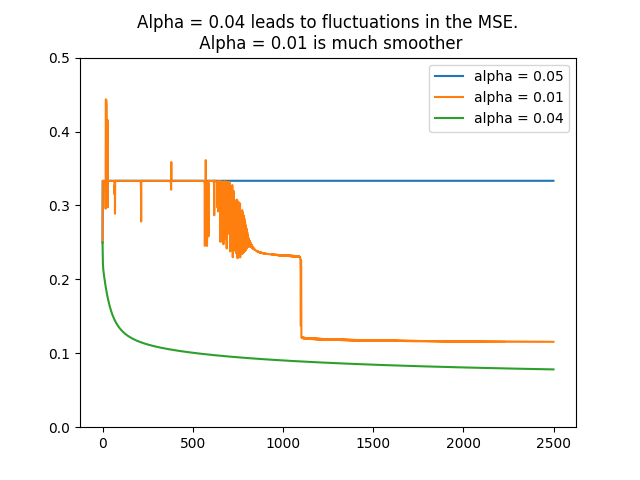 Alpha = 0.04 leads to fluctuations in the MSE.
Alpha = 0.01 is much smoother
0.5
0.4
0.3
0.2
0.1
0.0
alpha = 0.05
alpha = 0.01
alpha = 0.04
0 500 1000 1500 2000 2500